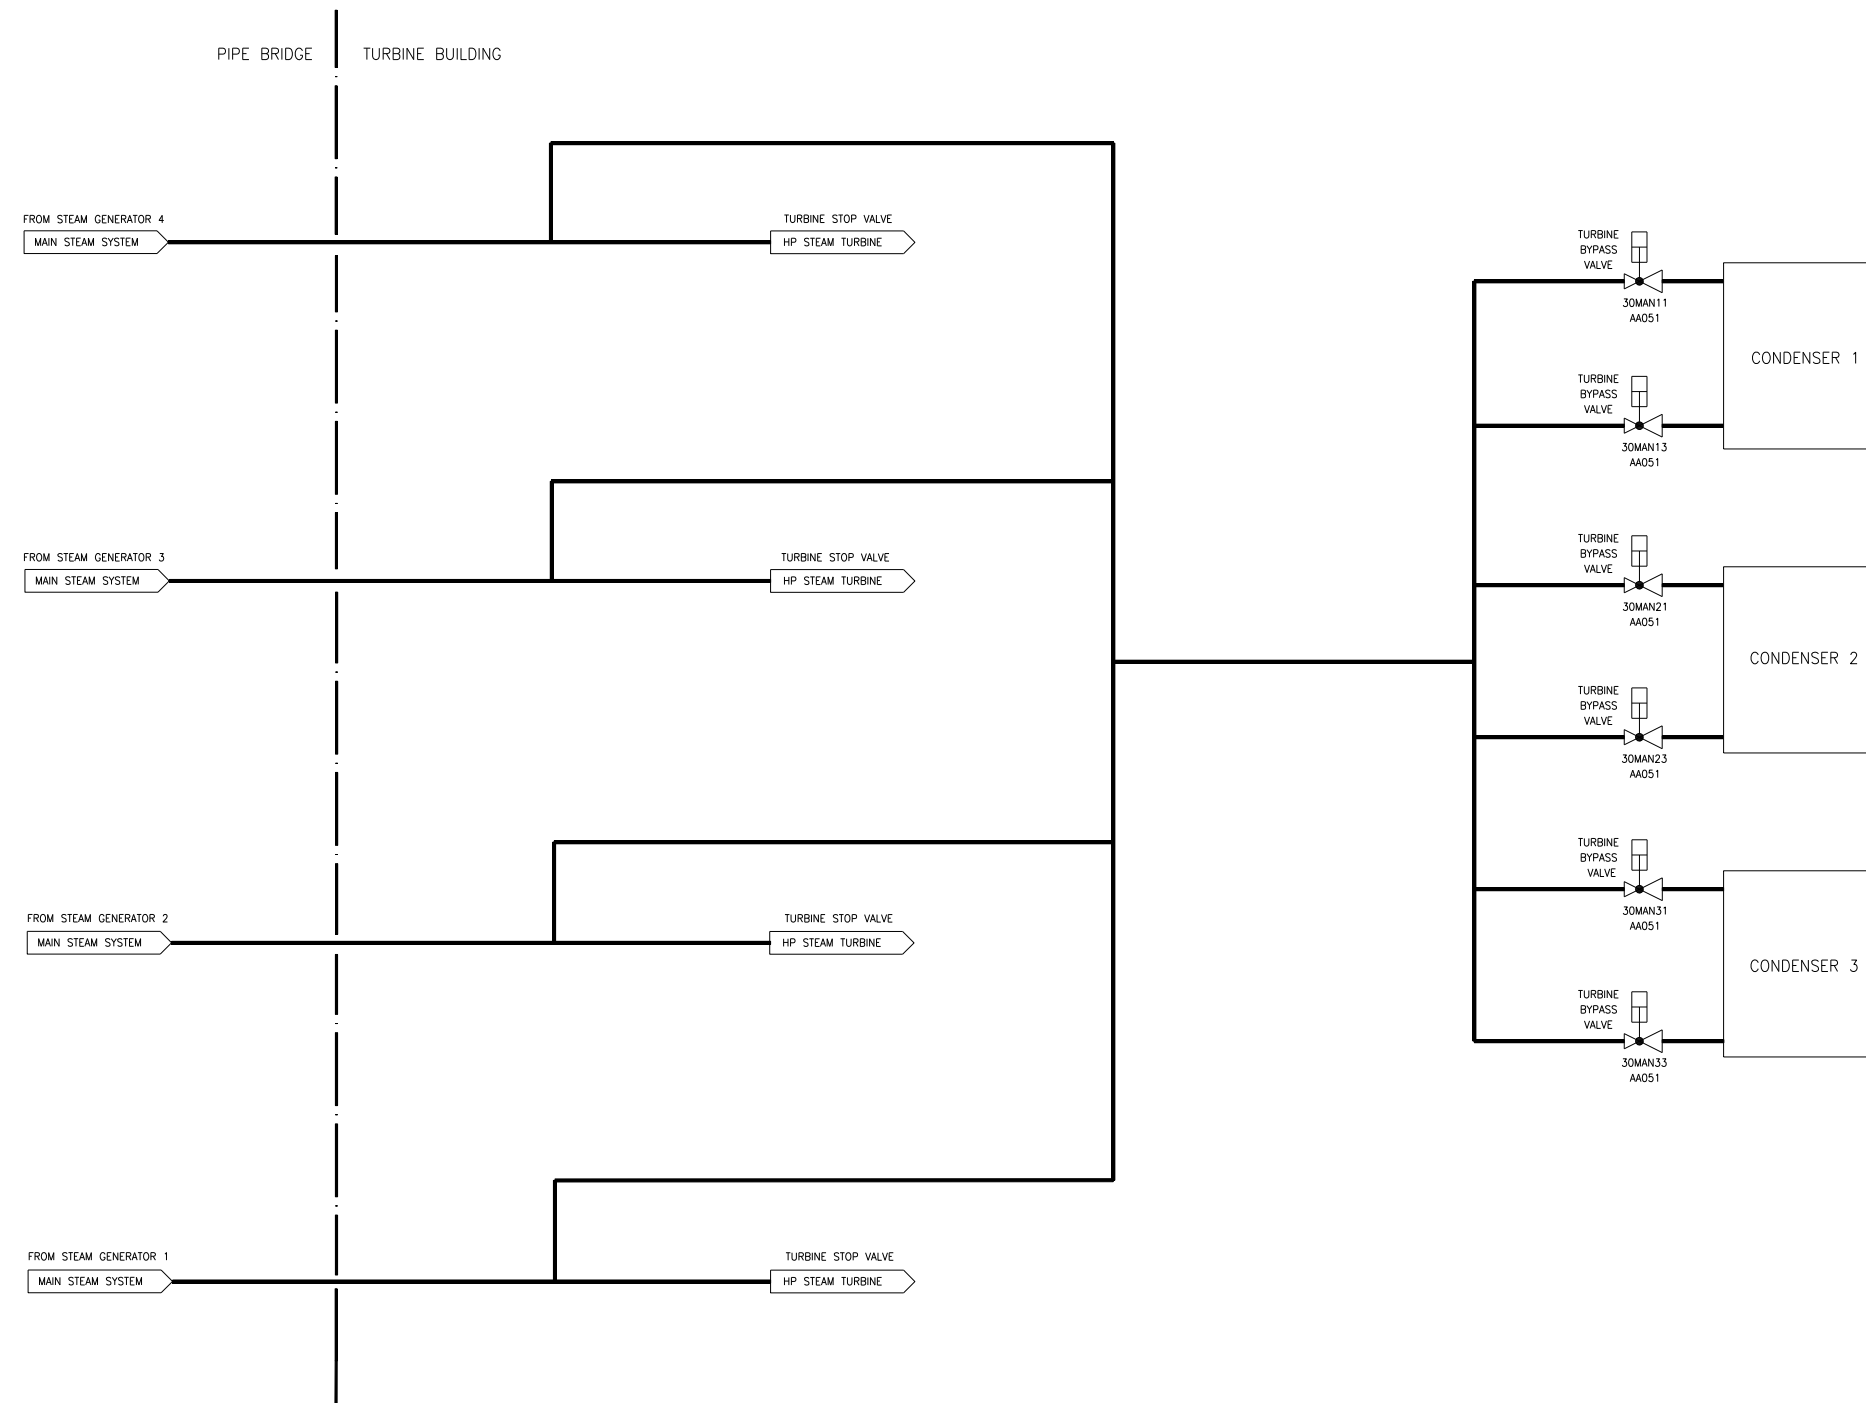 PIPE BRIDGE
TURBINE BUILDING
FROM STEAM GENERATOR 4
MAIN STEAM SYSTEM
TURBINE STOP VALVE
HP STEAM TURBINE
FROM STEAM GENERATOR 3
MAIN STEAM SYSTEM
TURBINE STOP VALVE
HP STEAM TURBINE
FROM STEAM GENERATOR 2
MAIN STEAM SYSTEM
TURBINE STOP VALVE
HP STEAM TURBINE
FROM STEAM GENERATOR 1
MAIN STEAM SYSTEM
TURBINE STOP VALVE
HP STEAM TURBINE
TURBINE
BYPASS
VALVE
30MAN11
AA051
TURBINE
BYPASS
VALVE
30MAN13
AA051
CONDENSER 1
TURBINE
BYPASS
VALVE
30MAN21
AA051
TURBINE
BYPASS
VALVE
30MAN23
AA051
CONDENSER 2
TURBINE
BYPASS
VALVE
30MAN31
AA051
TURBINE
BYPASS
VALVE
30MAN33
AA051
CONDENSER 3